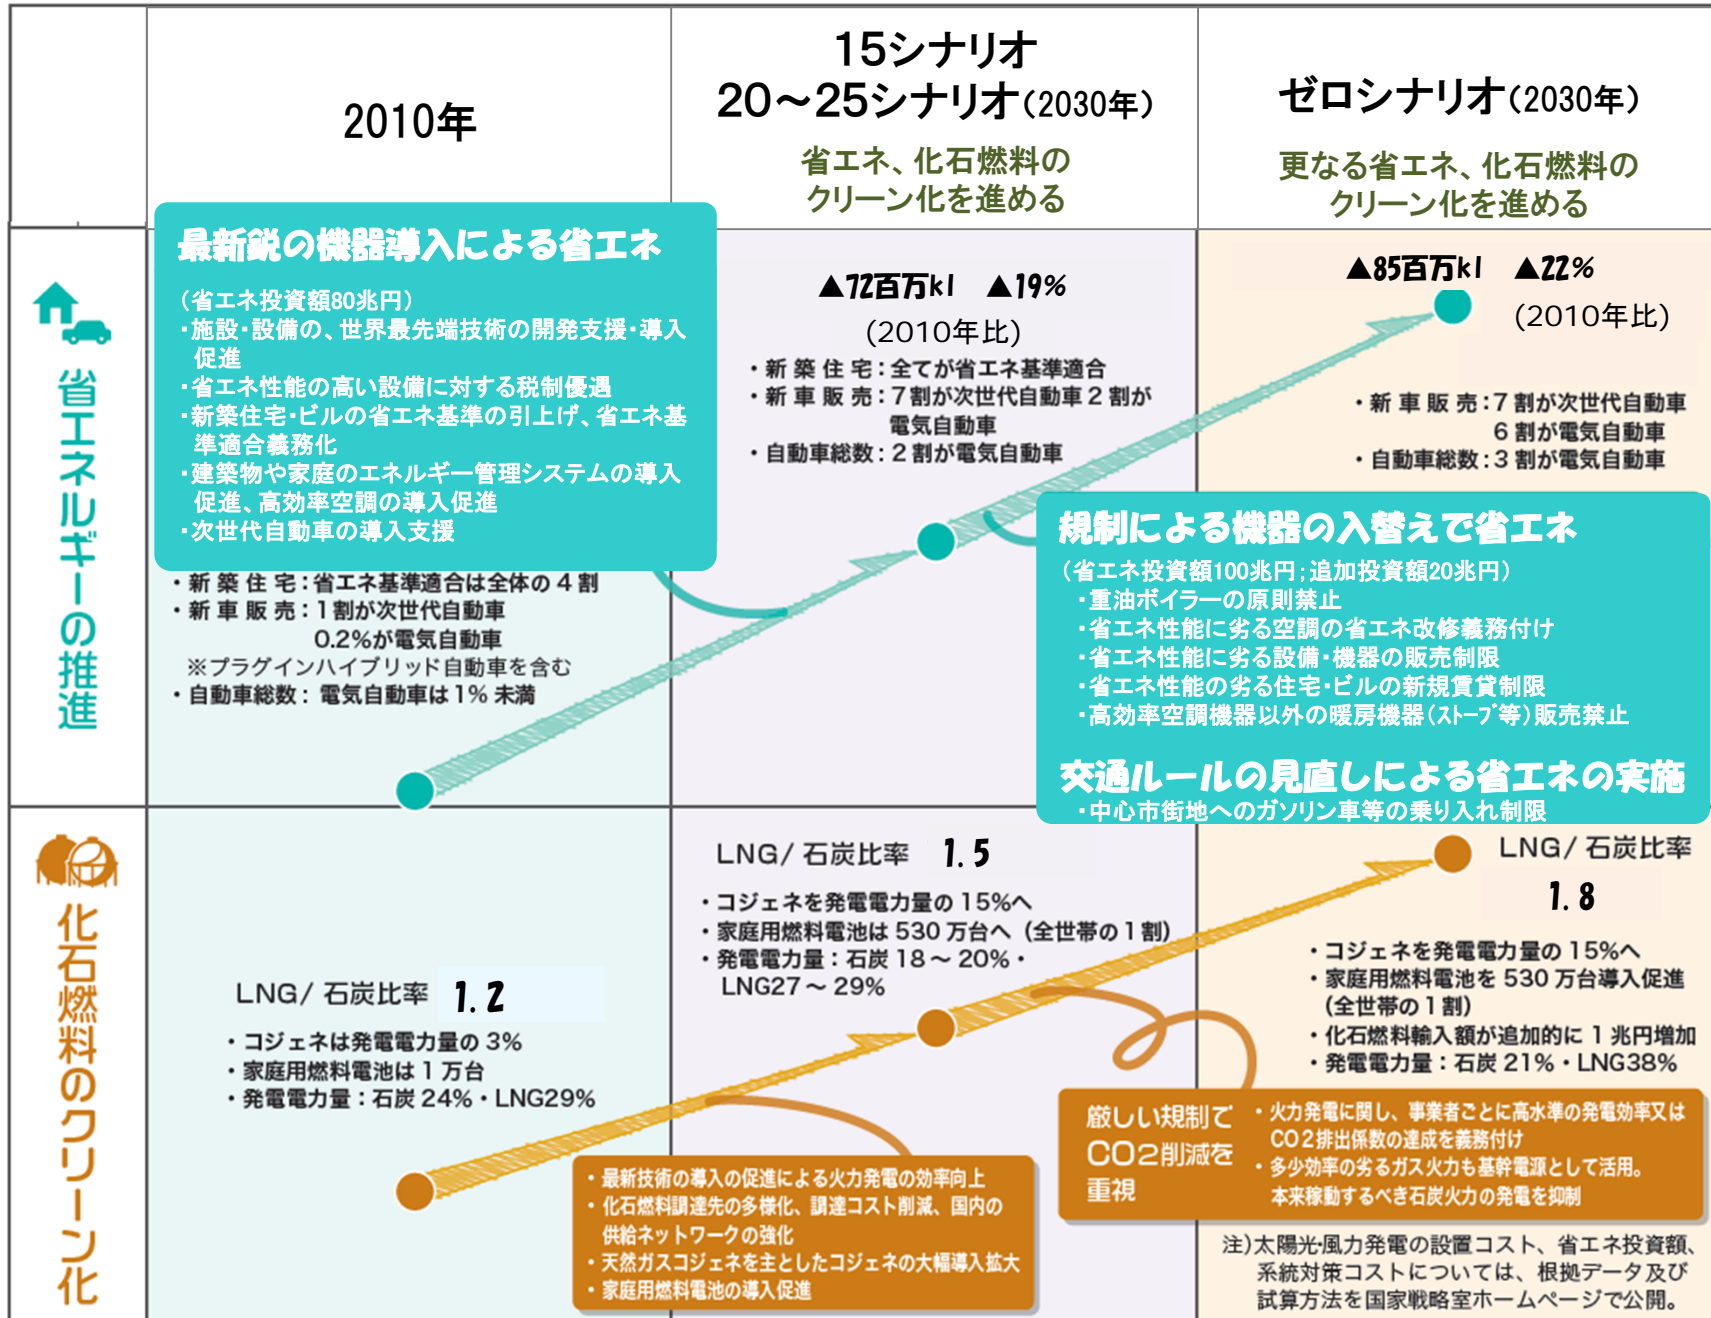 2010年
15シナリオ
20～25シナリオ(2030年)
省エネ、化石燃料の
クリーン化を進める
ゼロシナリオ(2030年)
更なる省エネ、化石燃料の
クリーン化を進める
省エネルギーの推進
最新鋭の機器導入による省エネ
(省エネ投資額80兆円)
・施設・設備の、世界最先端技術の開発支援・導入
促進
・省エネ性能の高い設備に対する税制優遇
・新築住宅・ビルの省エネ基準の引上げ、省エネ基
準適合義務化
・建築物や家庭のエネルギー管理システムの導入
促進、高効率空調の導入促進
・次世代自動車の導入支援
・新築住宅：省エネ基準適合は全体の4割
・新車販売：1割が次世代自動車
0.2%が電気自動車
※プラグインハイブリッド自動車を含む
・自動車総数：電気自動車は1%未満
▲72百万kl ▲19%
(2010年比)
・新築住宅：全てが省エネ基準適合
・新車販売：7割が次世代自動車2割が
電気自動車
・自動車総数：2割が電気自動車
▲85百万kl ▲22%
(2010年比)
・新車販売：7割が次世代自動車
6割が電気自動車
・自動車総数：3割が電気自動車
規制による機器の入替えで省エネ
(省エネ投資額100兆円；追加投資額20兆円)
・重油ボイラーの原則禁止
・省エネ性能に劣る空調の省エネ改修義務付け
・省エネ性能に劣る設備・機器の販売制限
・省エネ性能の劣る住宅・ビルの新規賃貸制限
・高効率空調機器以外の暖房機器(ストーブ等)販売禁止
交通ルールの見直しによる省エネの実施
・中心市街地へのガソリン車等の乗り入れ制限
化石燃料のクリーン化
LNG/石炭比率 1.2
・コジェネは発電電力量の3%
・家庭用燃料電池は1万台
・発電電力量：石炭24%・LNG29%
LNG/石炭比率 1.5
・コジェネを発電電力量の15%へ
・家庭用燃料電池は530万台へ(全世帯の1割)
・発電電力量：石炭18～20%・
LNG27～29%
・最新技術の導入の促進による火力発電の効率向上
・化石燃料調達先の多様化、調達コスト削減、国内の
供給ネットワークの強化
・天然ガスコジェネを主としたコジェネの大幅導入拡大
・家庭用燃料電池の導入促進
LNG/石炭比率
1.8
・コジェネを発電電力量の15%へ
・家庭用燃料電池を530万台導入促進
(全世帯の1割)
・化石燃料輸入額が追加的に1兆円増加
・発電電力量：石炭21%・LNG38%
厳しい規制で
CO2削減を
重視
・火力発電に関し、事業者ごとに高水準の発電効率又は
CO2排出係数の達成を義務付け
・多少効率の劣るガス火力も基幹電源として活用。
本来稼動するべき石炭火力の発電を抑制
注)太陽光・風力発電の設置コスト、省エネ投資額、
系統対策コストについては、根拠データ及び
試算方法を国家戦略室ホームページで公開。